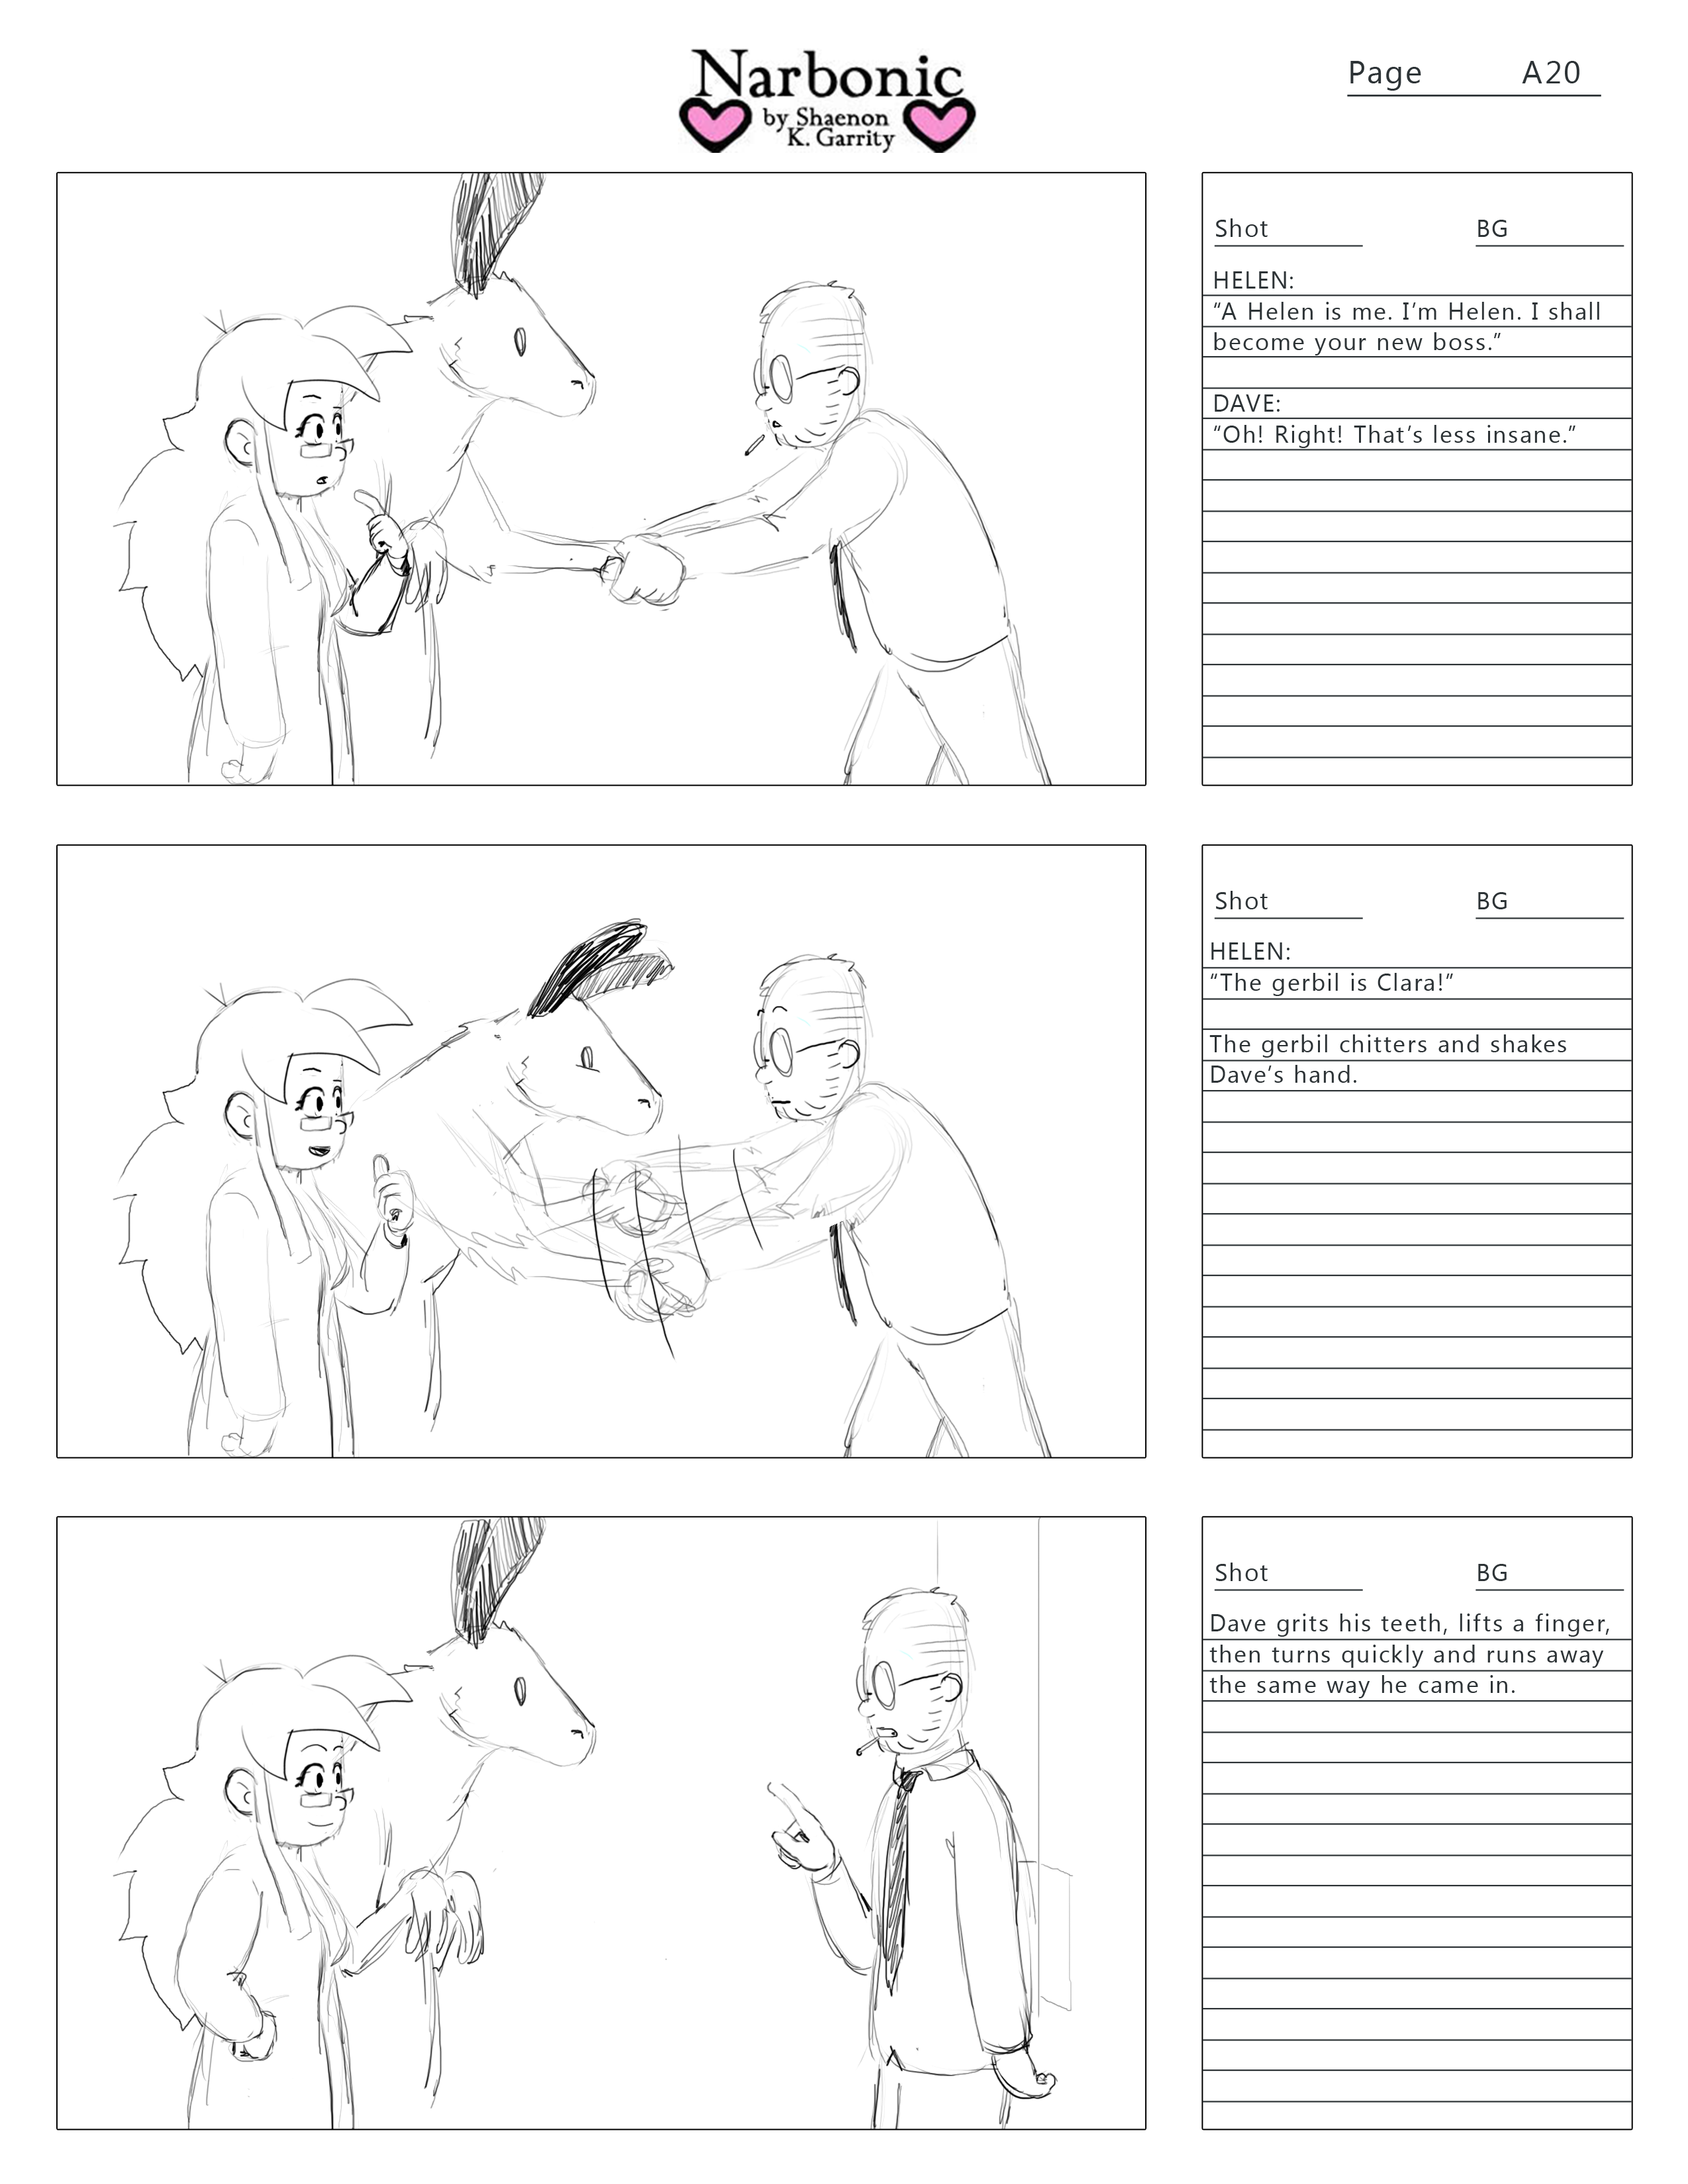 Narbonic
by Shaenon
K. Garrity
Page A20
Shot BG
HELEN:
“A Helen is me. I’m Helen. I shall
become your new boss.”
DAVE:
“Oh! Right! That’s less insane.”
Shot BG
HELEN:
“The gerbil is Clara!”
The gerbil chitters and shakes
Dave’s hand.
Shot BG
Dave grits his teeth, lifts a finger,
then turns quickly and runs away
the same way he came in.